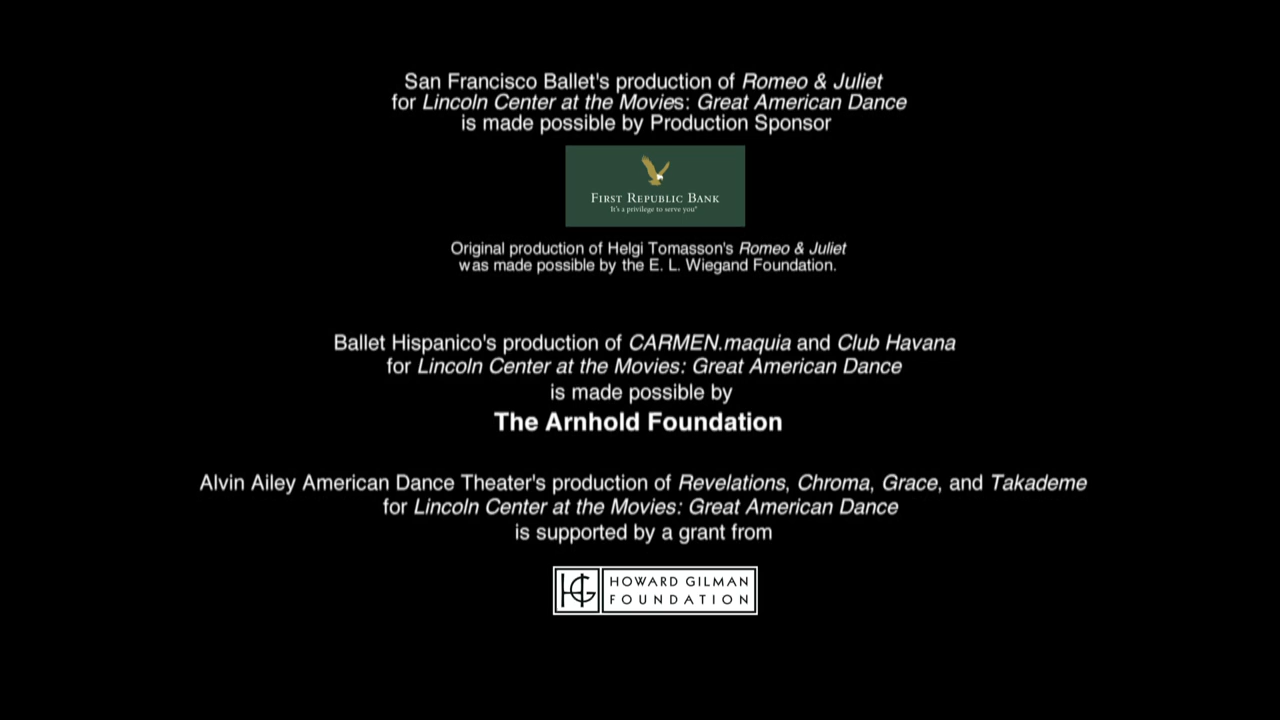 San Francisco Ballet's production of Romeo & Juliet
for Lincoln Center at the Movies: Great American Dance
is made possible by Production Sponsor
FIRST REPUBLIC BANK
It's a privilege to serve you®
Original production of Helgi Tomasson's Romeo & Juliet
was made possible by the E. L. Wiegand Foundation.
Ballet Hispanico's production of CARMEN.maquia and Club Havana
for Lincoln Center at the Movies: Great American Dance
is made possible by
The Arnhold Foundation
Alvin Ailey American Dance Theater's production of Revelations, Chroma, Grace, and Takademe
for Lincoln Center at the Movies: Great American Dance
is supported by a grant from
HG HOWARD GILMAN
FOUNDATION